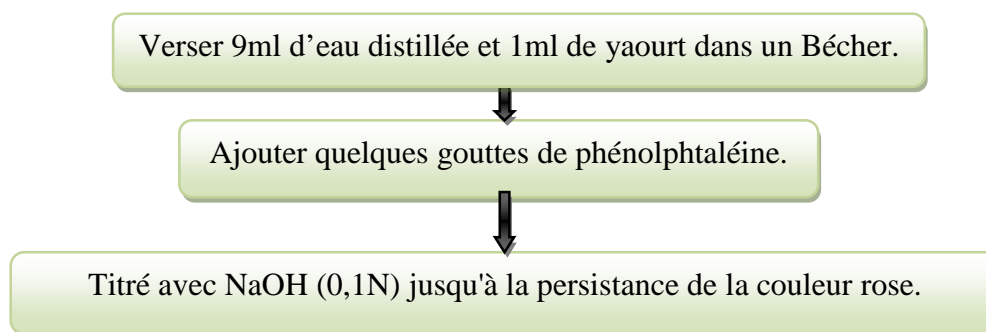 Verser 9ml d’eau distillée et 1ml de yaourt dans un Bécher.
Ajouter quelques gouttes de phénolphtaléine.
Titré avec NaOH (0,1N) jusqu'à la persistance de la couleur rose.